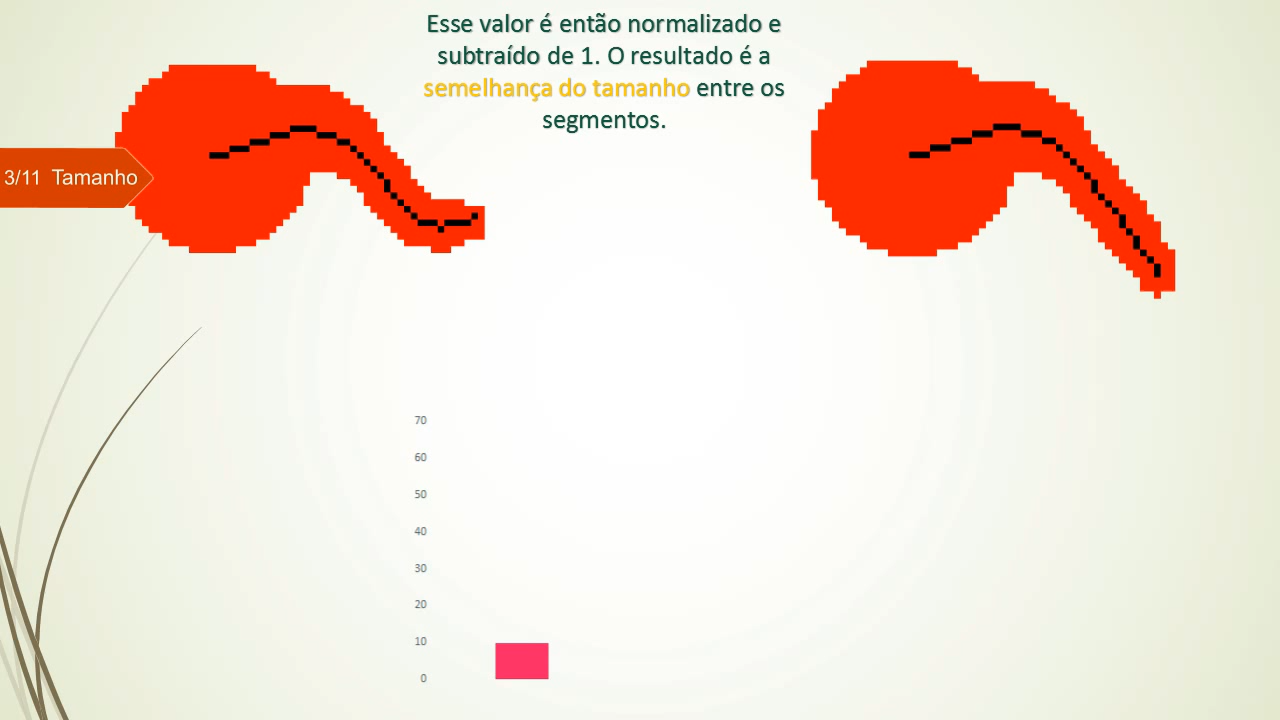 Esse valor é então normalizado e
subtraído de 1. O resultado é a
semelhança do tamanho entre os
segmentos.
3/11 Tamanho
70
60
50
40
30
20
10
0